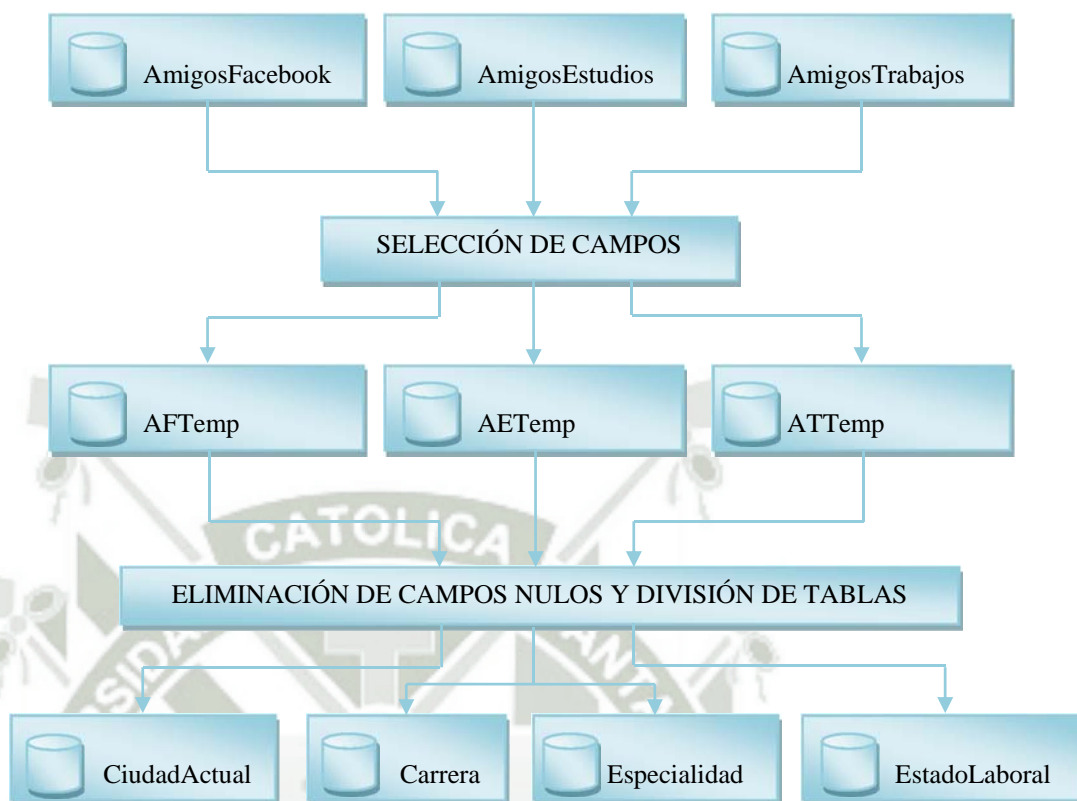 AmigosFacebook
AmigosEstudios
AmigosTrabajos
SELECCIÓN DE CAMPOS
AFTemp
AETemp
ATTemp
CATOLICA
ELIMINACIÓN DE CAMPOS NULOS Y DIVISIÓN DE TABLAS
CiudadActual
Carrera
Especialidad
EstadoLaboral